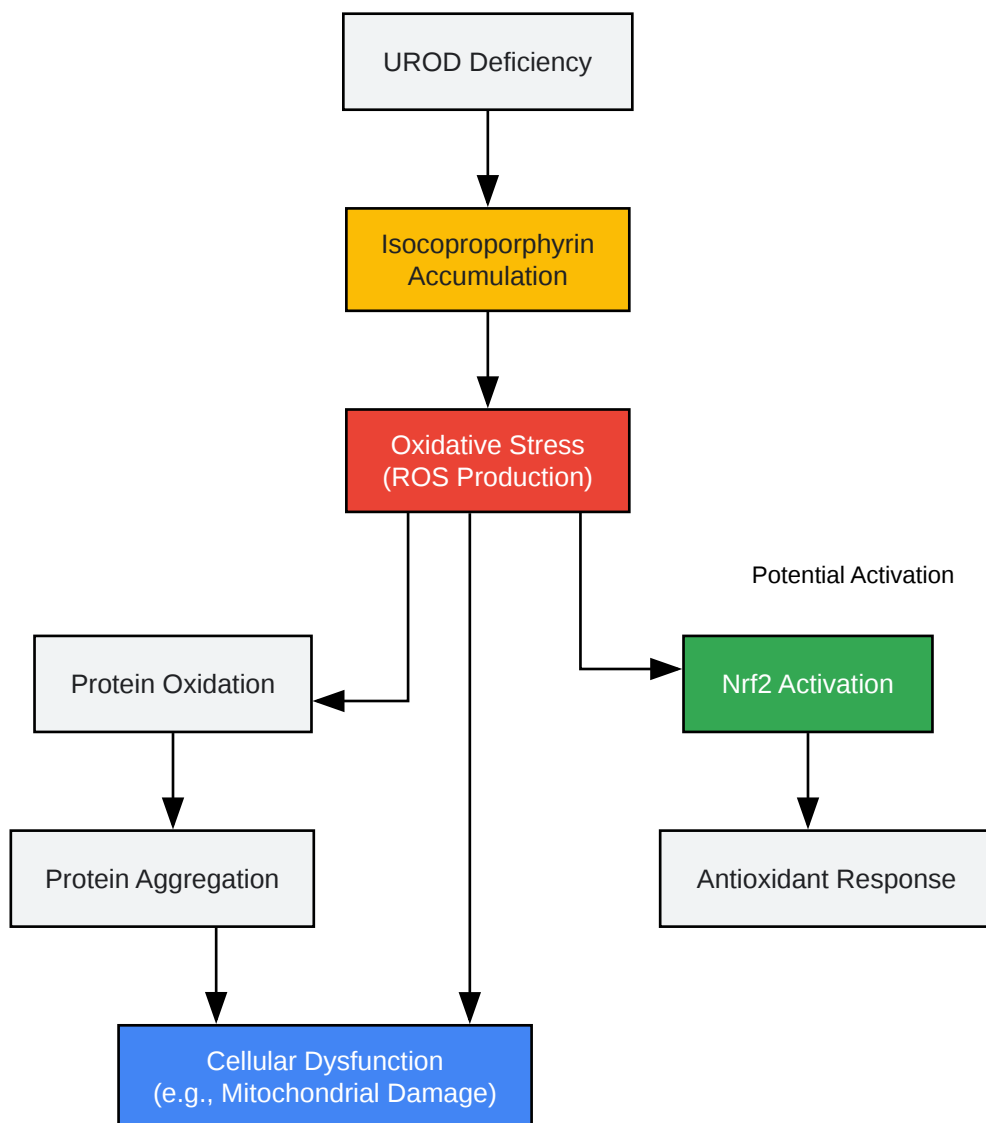 UROD Deficiency
Isocoproporphyrin
Accumulation
Oxidative Stress
(ROS Production)
Potential Activation
Protein Oxidation
Nrf2 Activation
Protein Aggregation
Antioxidant Response
Cellular Dysfunction
(e.g., Mitochondrial Damage)